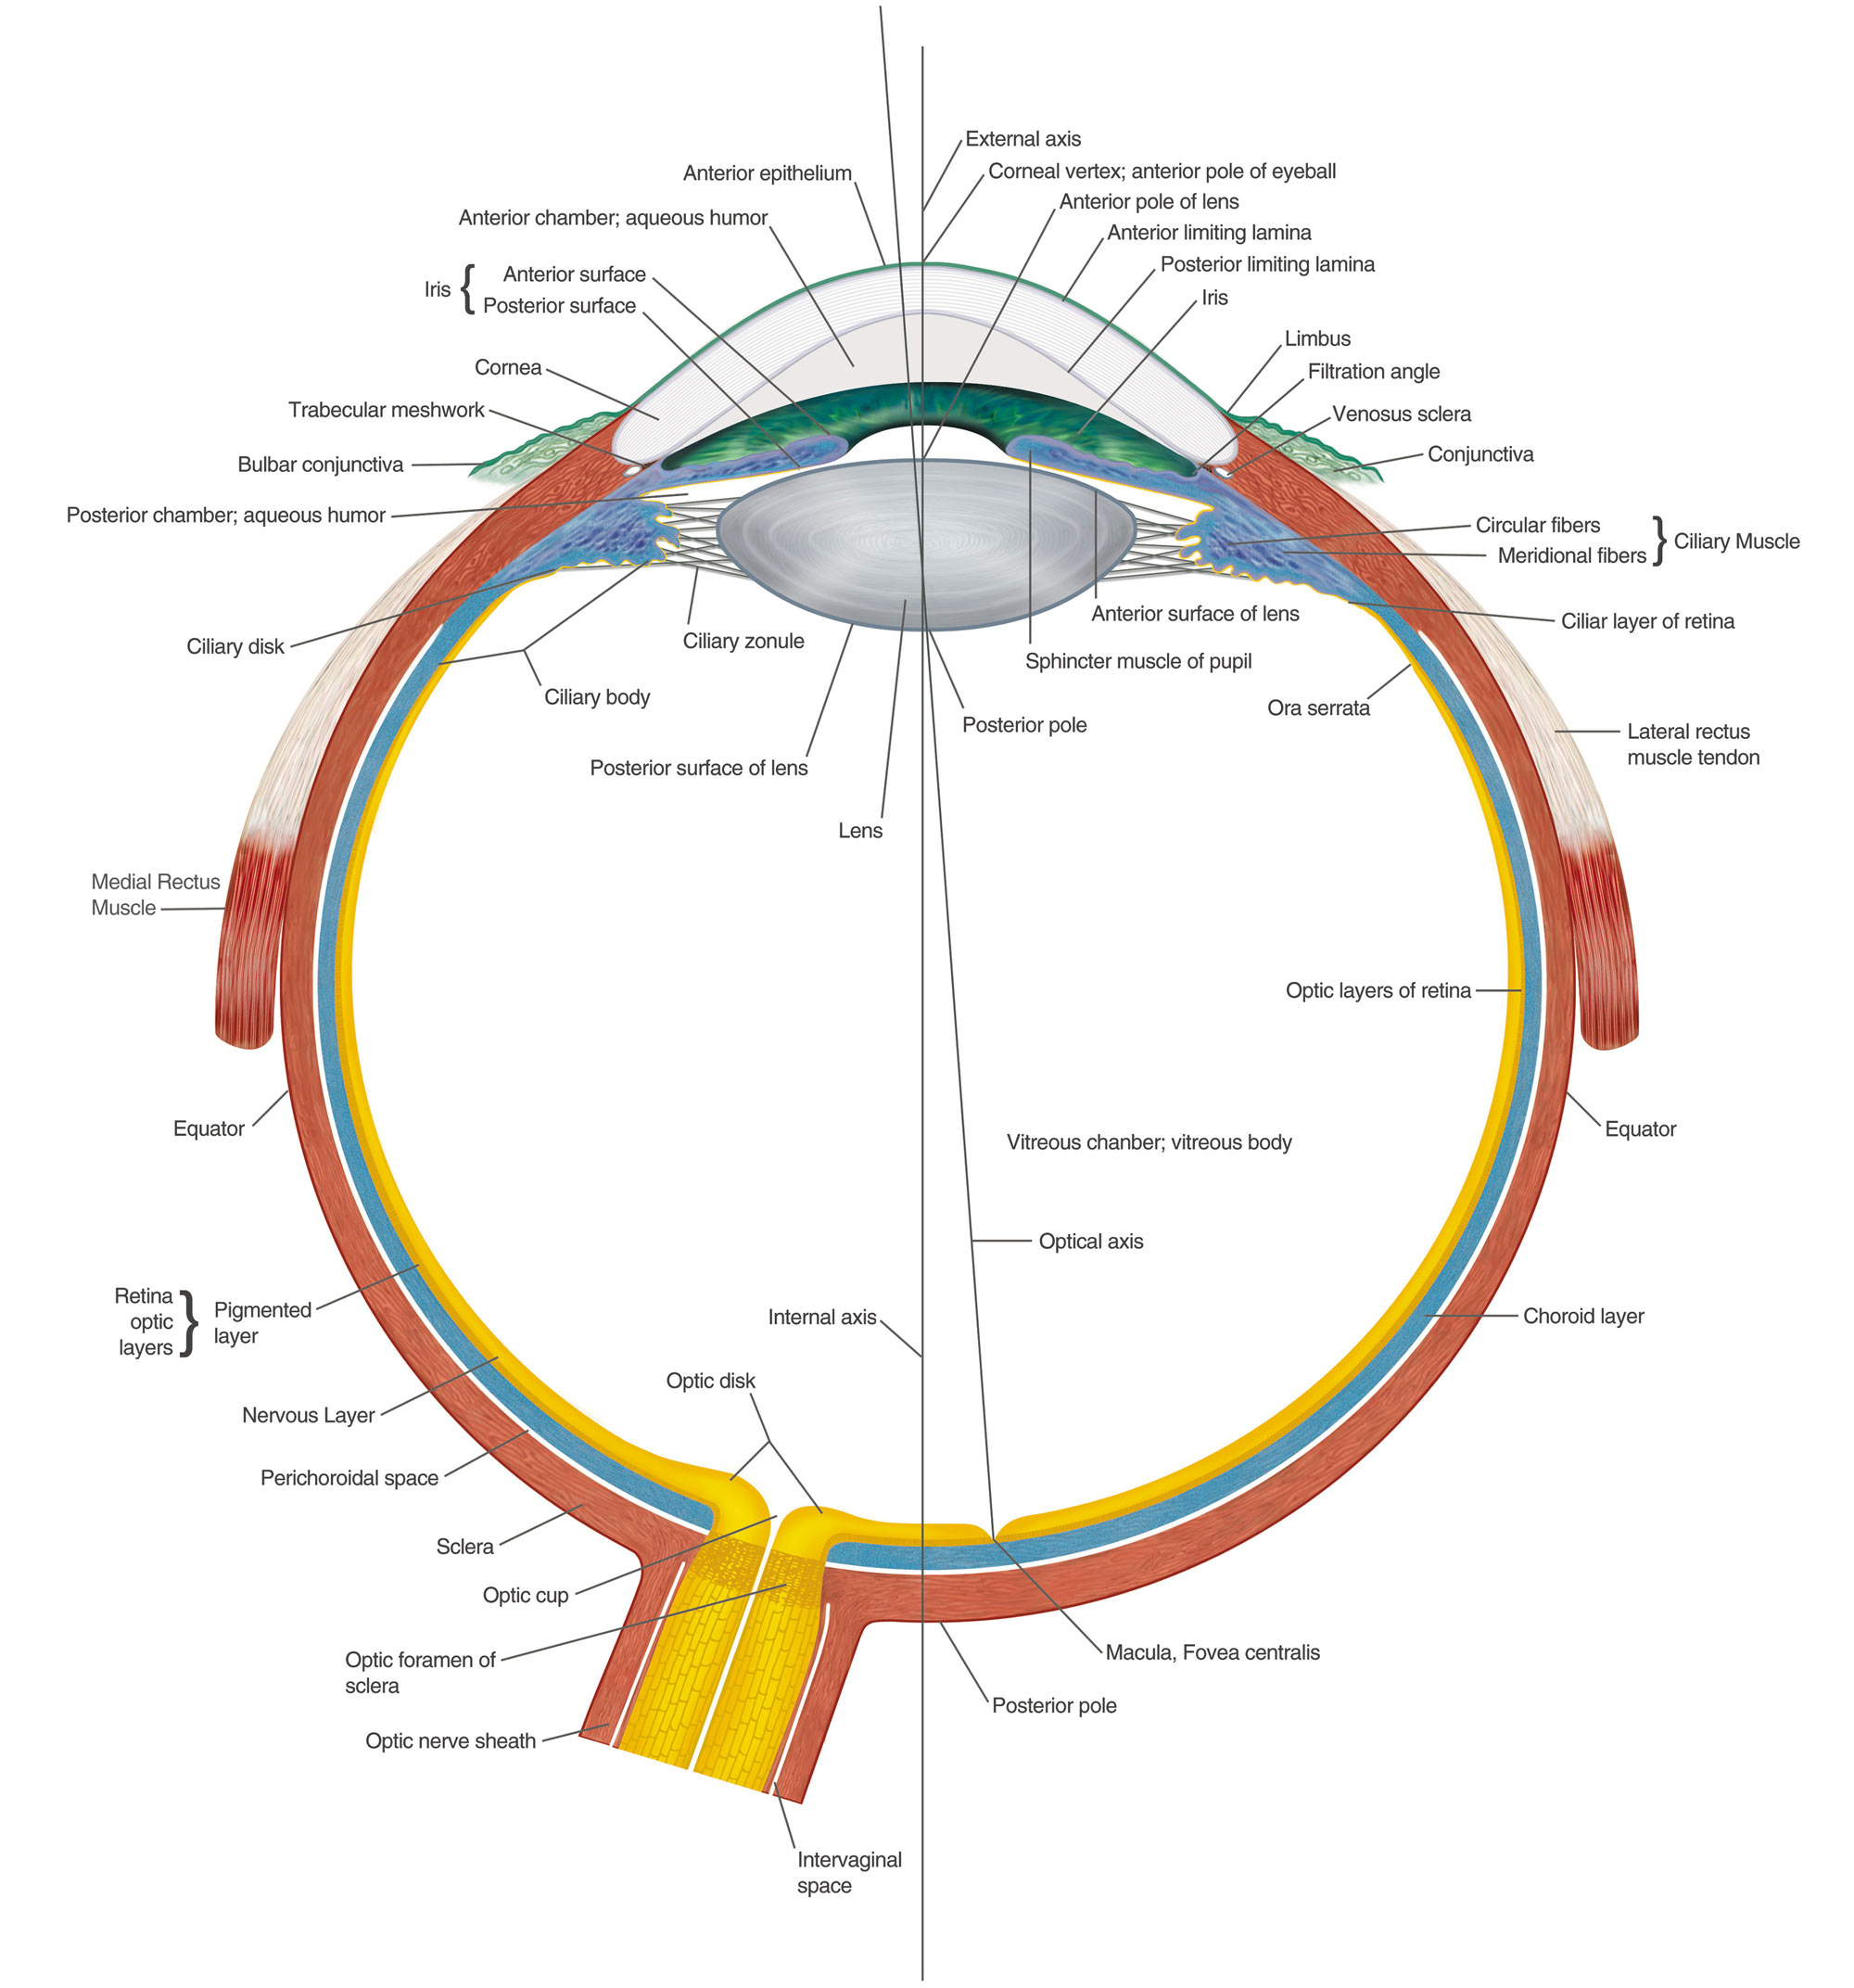 External axis
Anterior epithelium
Corneal vertex; anterior pole of eyeball
Anterior pole of lens
Anterior chamber; aqueous humor
Anterior limiting lamina
Posterior limiting lamina
Iris { Anterior surface
Posterior surface
Iris
Limbus
Cornea
Filtration angle
Trabecular meshwork
Venosus sclera
Bulbar conjunctiva
Conjunctiva
Posterior chamber; aqueous humor
Circular fibers
Meridional fibers } Ciliary Muscle
Anterior surface of lens
Ciliar layer of retina
Ciliary disk
Ciliary zonule
Sphincter muscle of pupil
Ciliary body
Ora serrata
Posterior pole
Lateral rectus
muscle tendon
Posterior surface of lens
Lens
Medial Rectus
Muscle
Optic layers of retina
Equator
Equator
Vitreous chanber; vitreous body
Optical axis
Retina
optic
layers }
Pigmented
layer
Internal axis
Choroid layer
Optic disk
Nervous Layer
Perichoroidal space
Sclera
Optic cup
Optic foramen of
sclera
Macula, Fovea centralis
Posterior pole
Optic nerve sheath
Intervaginal
space